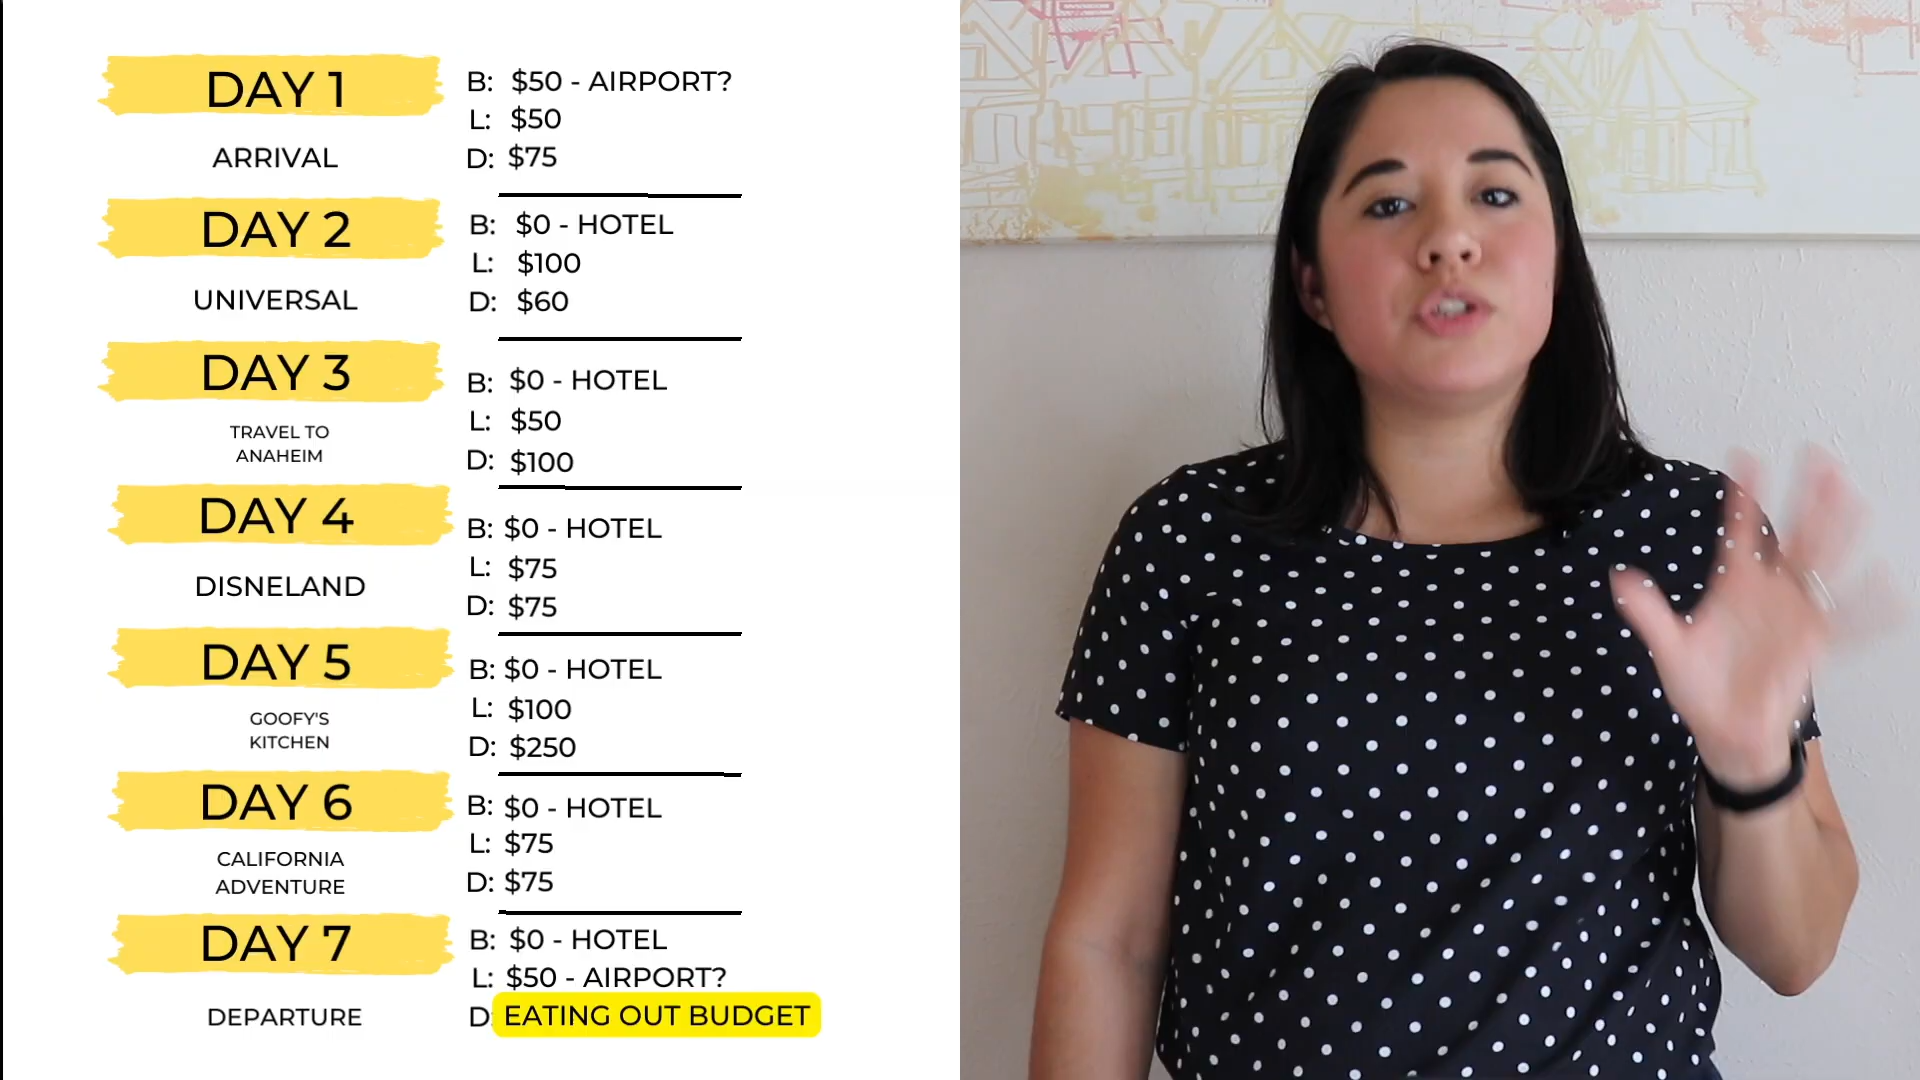 DAY 1
ARRIVAL
B: $50 - AIRPORT?
L: $50
D: $75
DAY 2
UNIVERSAL
B: $0 - HOTEL
L: $100
D: $60
DAY 3
TRAVEL TO
ANAHEIM
B: $0 - HOTEL
L: $50
D: $100
DAY 4
DISNELAND
B: $0 - HOTEL
L: $75
D: $75
DAY 5
GOOFY'S
KITCHEN
B: $0 - HOTEL
L: $100
D: $250
DAY 6
CALIFORNIA
ADVENTURE
B: $0 - HOTEL
L: $75
D: $75
DAY 7
DEPARTURE
B: $0 - HOTEL
L: $50 - AIRPORT?
D: EATING OUT BUDGET